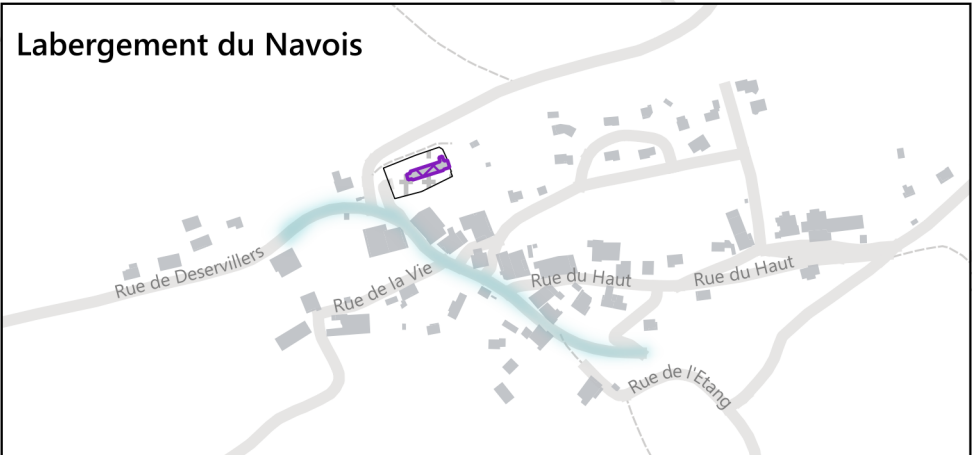 Labergement du Navois
Rue de Deservillers
Rue de la Vie
Rue du Haut
Rue du Haut
Rue de l'Etang